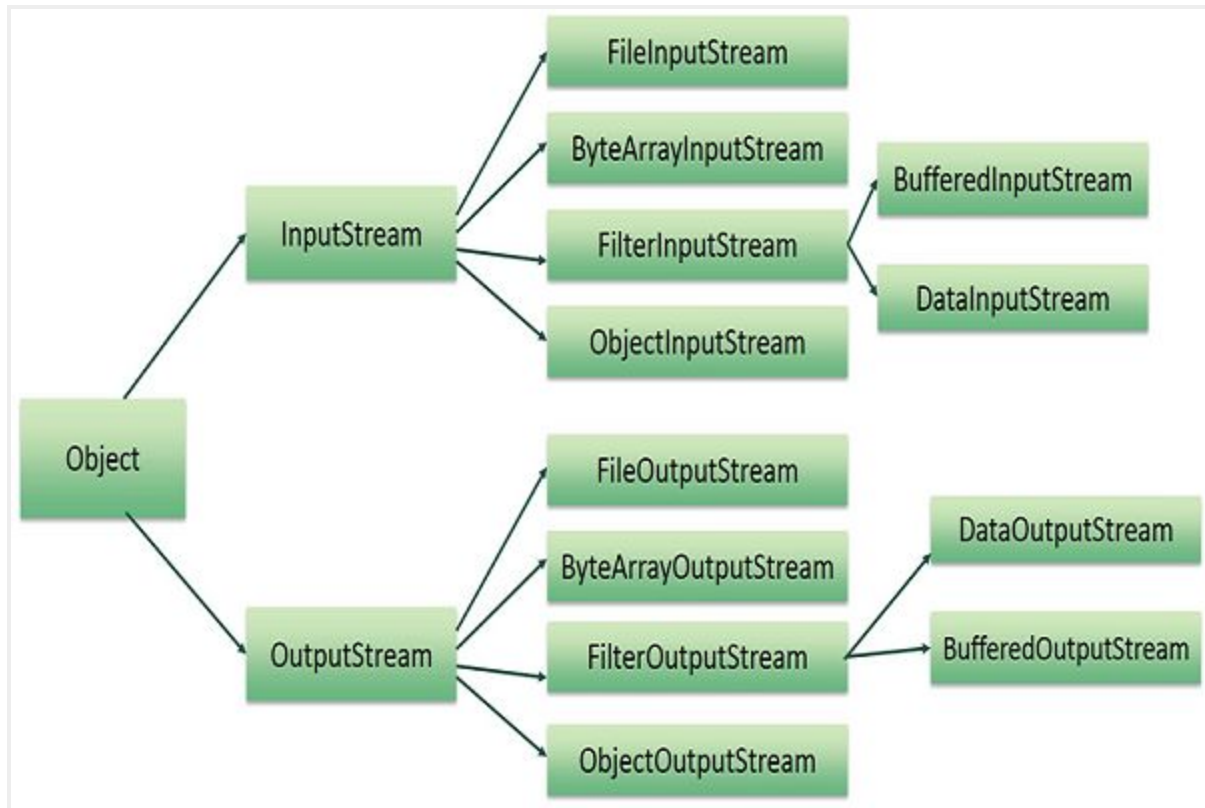 FileInputStream
ByteArrayInputStream
BufferedInputStream
InputStream
FilterInputStream
DataInputStream
ObjectInputStream
Object
FileOutputStream
DataOutputStream
ByteArrayOutputStream
OutputStream
FilterOutputStream
BufferedOutputStream
ObjectOutputStream